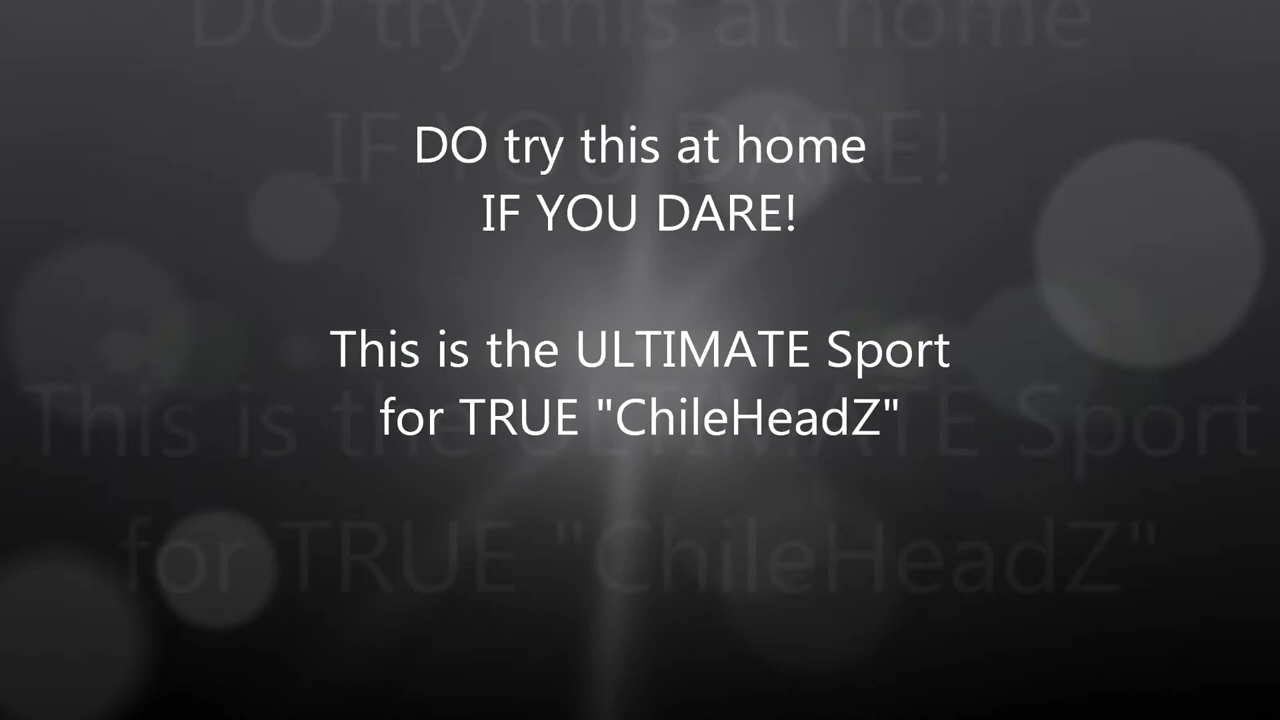 DO try this at home
IF YOU DARE!
This is the ULTIMATE Sport
for TRUE "ChileHeadZ"